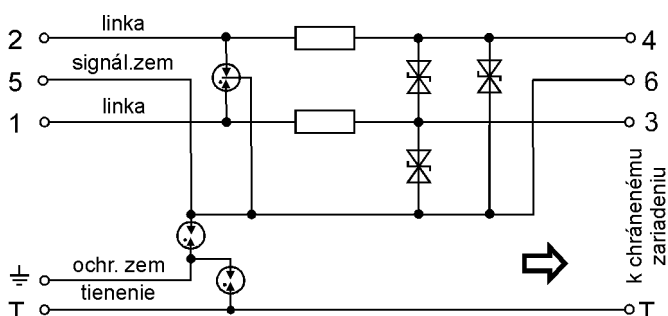 2 linka 4
5 signál.zem 6
1 linka 3
k chránenému
zariadeniu
ochr. zem
tienenie
T T